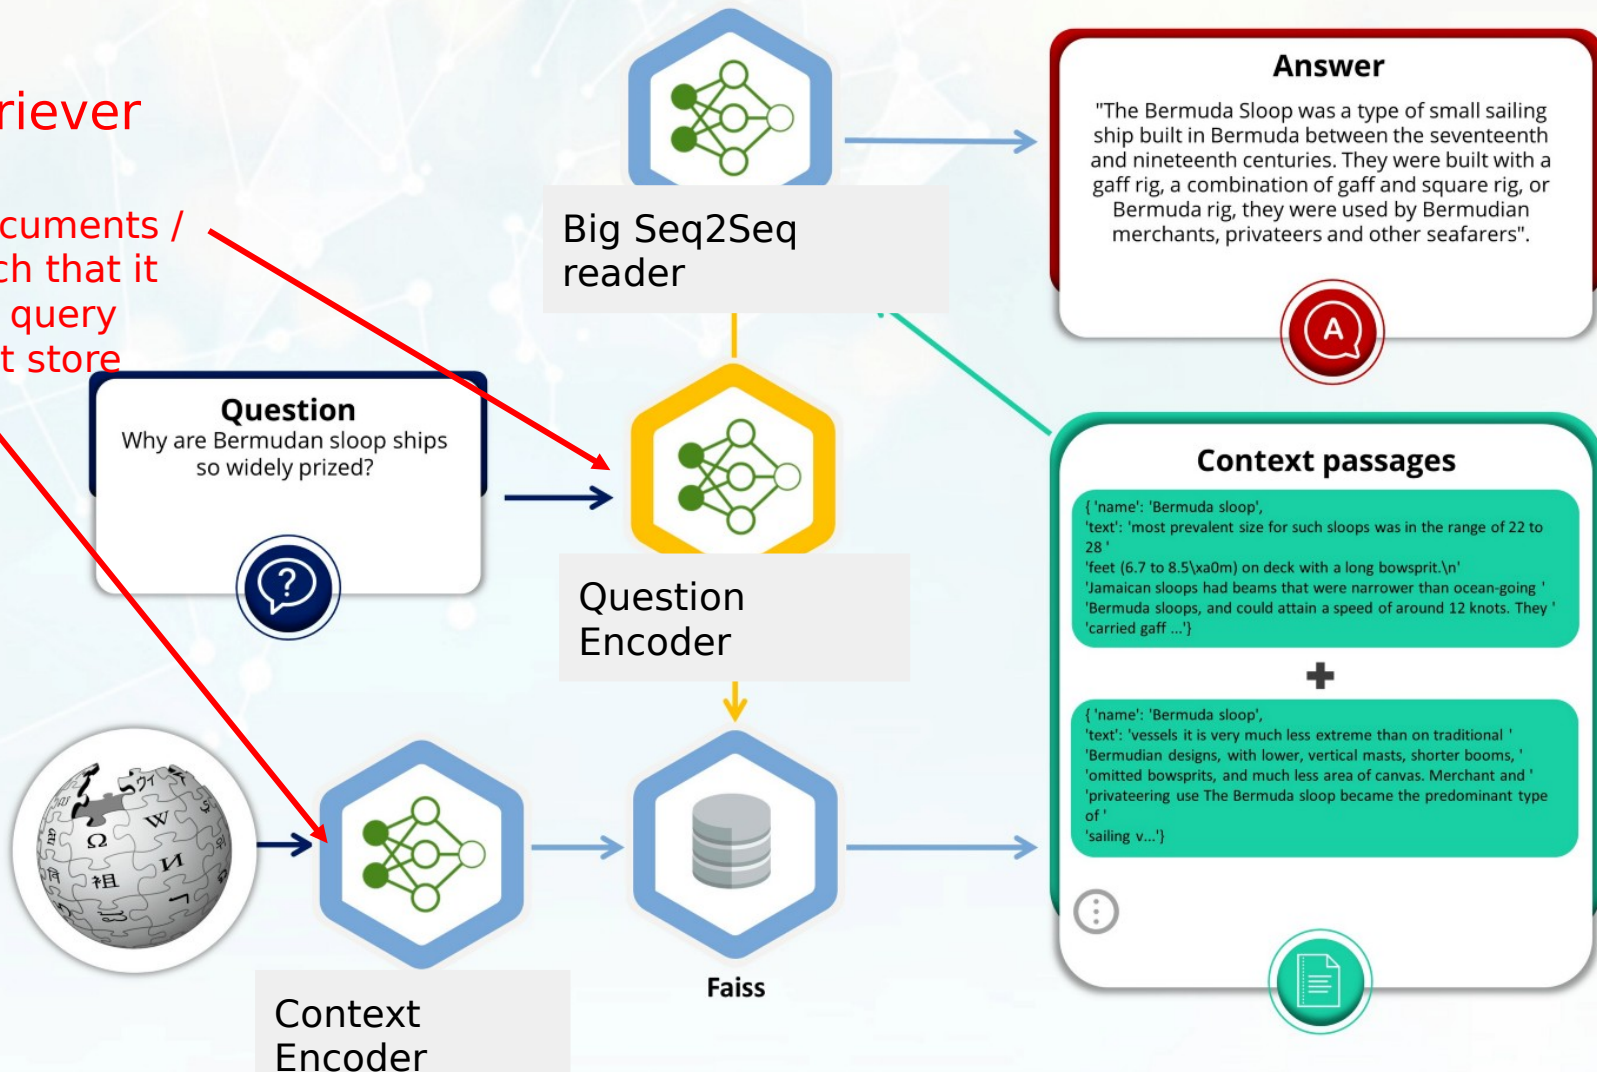 riever
cuments /
ch that it
query
t store
Question
Why are Bermudan sloop ships
so widely prized?
Big Seq2Seq
reader
Question
Encoder
Context
Encoder
Faiss
Answer
"The Bermuda Sloop was a type of small sailing
ship built in Bermuda between the seventeenth
and nineteenth centuries. They were built with a
gaff rig, a combination of gaff and square rig, or
Bermuda rig, they were used by Bermudian
merchants, privateers and other seafarers".
A
Context passages
{ 'name': 'Bermuda sloop',
'text': 'most prevalent size for such sloops was in the range of 22 to
28 '
'feet (6.7 to 8.5\xa0m) on deck with a long bowsprit.\n'
'Jamaican sloops had beams that were narrower than ocean-going '
'Bermuda sloops, and could attain a speed of around 12 knots. They '
'carried gaff ...'}
{ 'name': 'Bermuda sloop',
'text': 'vessels it is very much less extreme than on traditional '
'Bermudian designs, with lower, vertical masts, shorter booms, '
'omitted bowsprits, and much less area of canvas. Merchant and '
'privateering use The Bermuda sloop became the predominant type
of '
'sailing v...'}
Ω
W
祖
И